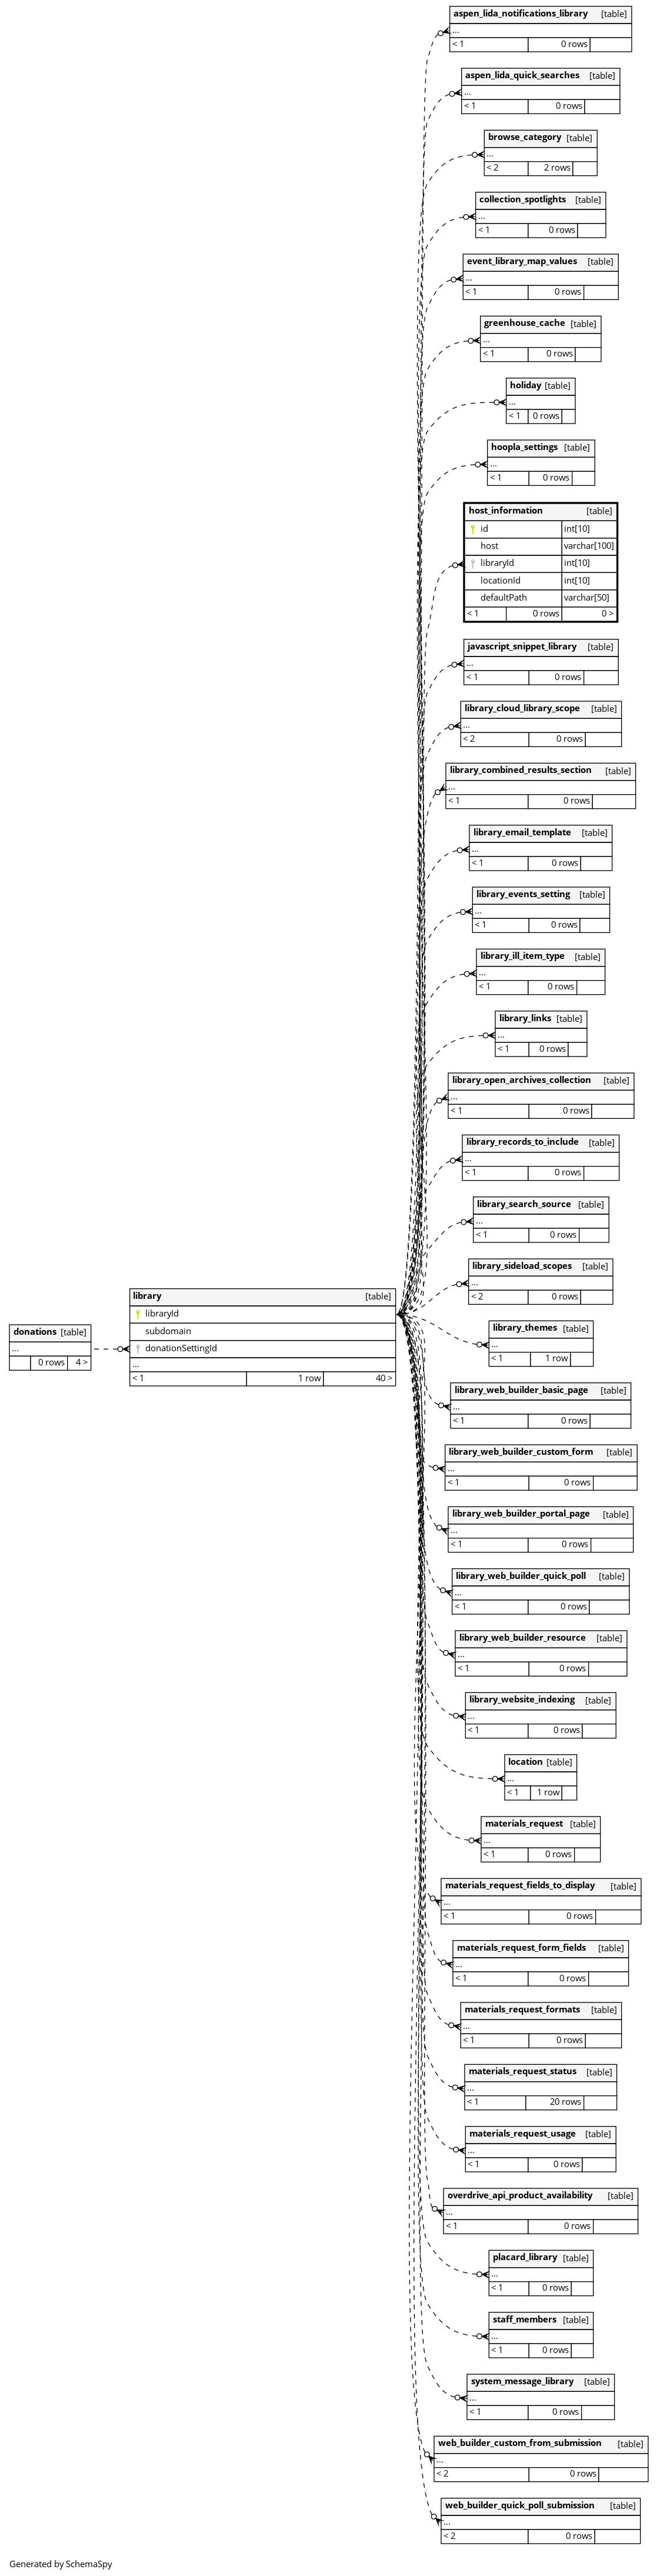 aspen_lida_notifications_library [table]
...
< 1 0 rows
aspen_lida_quick_searches [table]
...
< 1 0 rows
browse_category [table]
...
< 2 2 rows
collection_spotlights [table]
...
< 1 0 rows
event_library_map_values [table]
...
< 1 0 rows
greenhouse_cache [table]
...
< 1 0 rows
holiday [table]
...
< 1 0 rows
hoopla_settings [table]
...
< 1 0 rows
host_information [table]
id int[10]
host varchar[100]
libraryId int[10]
locationId int[10]
defaultPath varchar[50]
< 1 0 rows 0 >
javascript_snippet_library [table]
...
< 1 0 rows
library_cloud_library_scope [table]
...
< 2 0 rows
library_combined_results_section [table]
...
< 1 0 rows
library_email_template [table]
...
< 1 0 rows
library_events_setting [table]
...
< 1 0 rows
library_ill_item_type [table]
...
< 1 0 rows
library_links [table]
...
< 1 0 rows
library_open_archives_collection [table]
...
< 1 0 rows
library_records_to_include [table]
...
< 1 0 rows
library_search_source [table]
...
< 1 0 rows
library_sideload_scopes [table]
...
< 2 0 rows
library [table]
libraryId
subdomain
donationSettingId
...
< 1 1 row 40 >
donations [table]
...
0 rows 4 >
library_themes [table]
...
< 1 1 row
library_web_builder_basic_page [table]
...
< 1 0 rows
library_web_builder_custom_form [table]
...
< 1 0 rows
library_web_builder_portal_page [table]
...
< 1 0 rows
library_web_builder_quick_poll [table]
...
< 1 0 rows
library_web_builder_resource [table]
...
< 1 0 rows
library_website_indexing [table]
...
< 1 0 rows
location [table]
...
< 1 1 row
materials_request [table]
...
< 1 0 rows
materials_request_fields_to_display [table]
...
< 1 0 rows
materials_request_form_fields [table]
...
< 1 0 rows
materials_request_formats [table]
...
< 1 0 rows
materials_request_status [table]
...
< 1 20 rows
materials_request_usage [table]
...
< 1 0 rows
overdrive_api_product_availability [table]
...
< 1 0 rows
placard_library [table]
...
< 1 0 rows
staff_members [table]
...
< 1 0 rows
system_message_library [table]
...
< 1 0 rows
web_builder_custom_from_submission [table]
...
< 2 0 rows
web_builder_quick_poll_submission [table]
...
< 2 0 rows
Generated by SchemaSpy